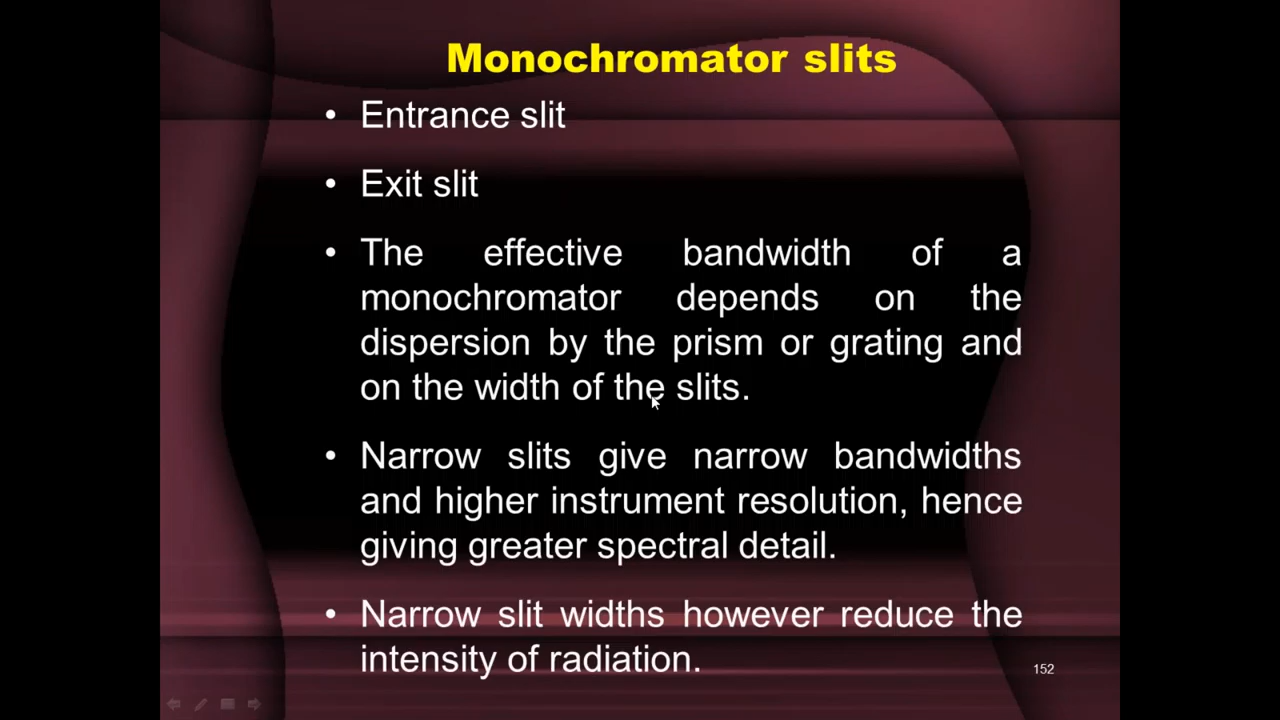 Monochromator slits
• Entrance slit
• Exit slit
• The effective bandwidth of a
monochromator depends on the
dispersion by the prism or grating and
on the width of the slits.
• Narrow slits give narrow bandwidths
and higher instrument resolution, hence
giving greater spectral detail.
• Narrow slit widths however reduce the
intensity of radiation.
152